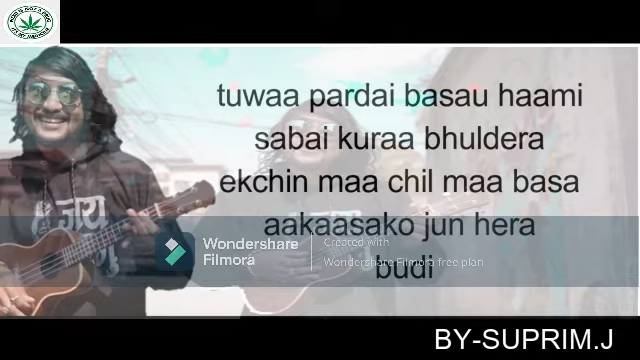 tuwaa pardai basau haami
sabai kuraa bhuldera
ekchin maa chil maa basa
aakaasako jun hera
budi
जय
Wondershare
Filmora
Created with
Wondershare Filmora free plan
BY-SUPRIM.J